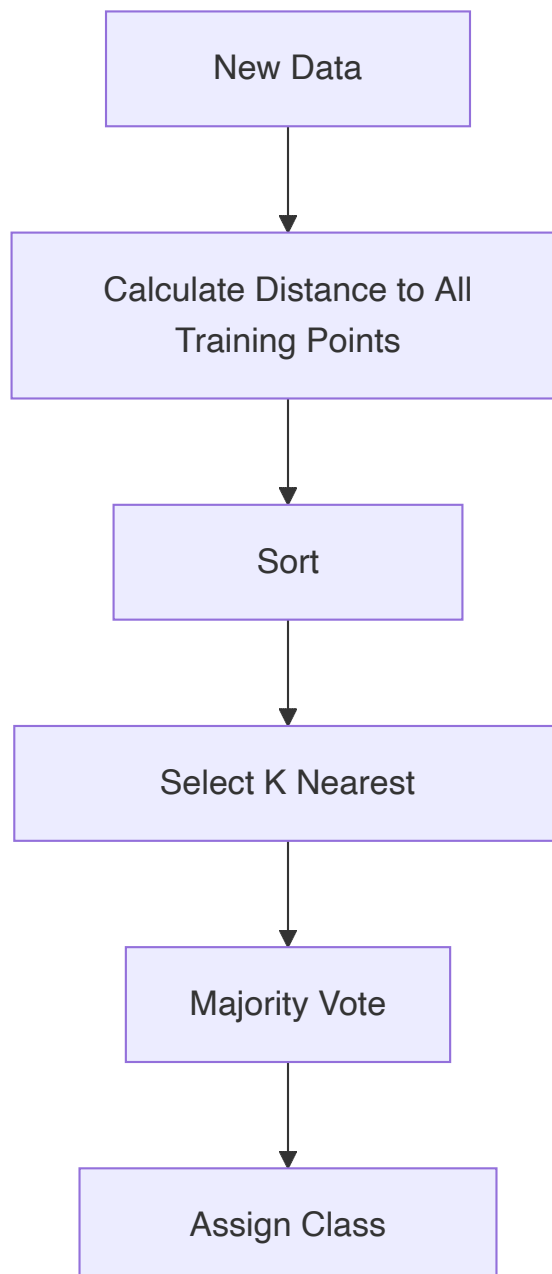 New Data
Calculate Distance to All
Training Points
Sort
Select K Nearest
Majority Vote
Assign Class